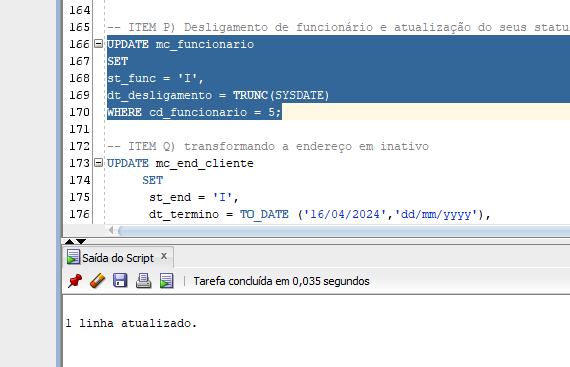 164
165 -- ITEM P) Desligamento de funcionário e atualização do seus statu
166 UPDATE mc_funcionario
167 SET
168 st_func = 'I',
169 dt_desligamento = TRUNC(SYSDATE)
170 WHERE cd_funcionario = 5;
171
172 -- ITEM Q) transformando a endereço em inativo
173 UPDATE mc_end_cliente
174 SET
175 st_end = 'I',
176 dt_termino = TO_DATE ('16/04/2024','dd/mm/yyyy'),
Saída do Script x
Tarefa concluída em 0,035 segundos
1 linha atualizado.